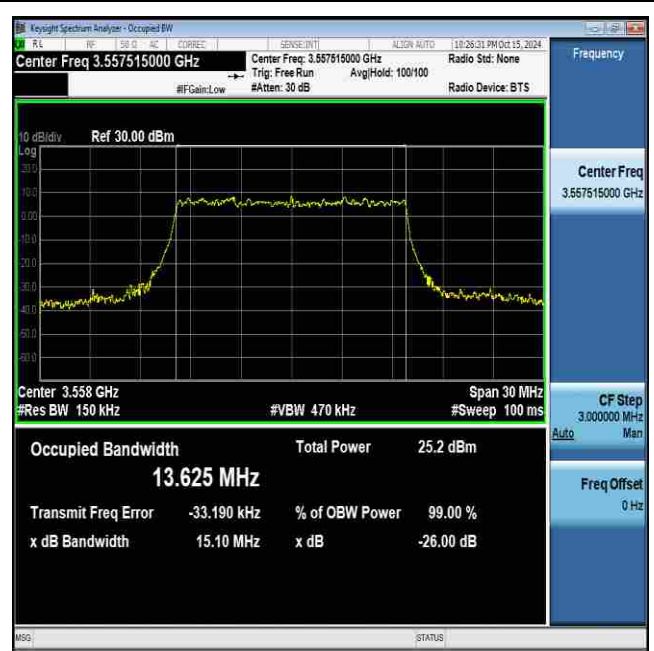 Keysight Spectrum Analyzer - Occupied BW
RL RF 50 Ω AC CORREC SENSE:INT ALIGN AUTO 10:26:31 PM Oct 15, 2024
Center Freq 3.557515000 GHz
Center Freq: 3.557515000 GHz
Radio Std: None
Trig: Free Run Avg|Hold: 100/100
#IFGain:Low #Atten: 30 dB Radio Device: BTS
Frequency
10 dB/div Ref 30.00 dBm
Log
20.0
10.0
0.00
-10.0
-20.0
-30.0
-40.0
-50.0
-60.0
Center Freq
3.557515000 GHz
Center 3.558 GHz Span 30 MHz
#Res BW 150 kHz #VBW 470 kHz #Sweep 100 ms
CF Step
3.000000 MHz
Auto Man
Occupied Bandwidth Total Power 25.2 dBm
13.625 MHz
Freq Offset
0 Hz
Transmit Freq Error -33.190 kHz % of OBW Power 99.00 %
x dB Bandwidth 15.10 MHz x dB -26.00 dB
MSG STATUS